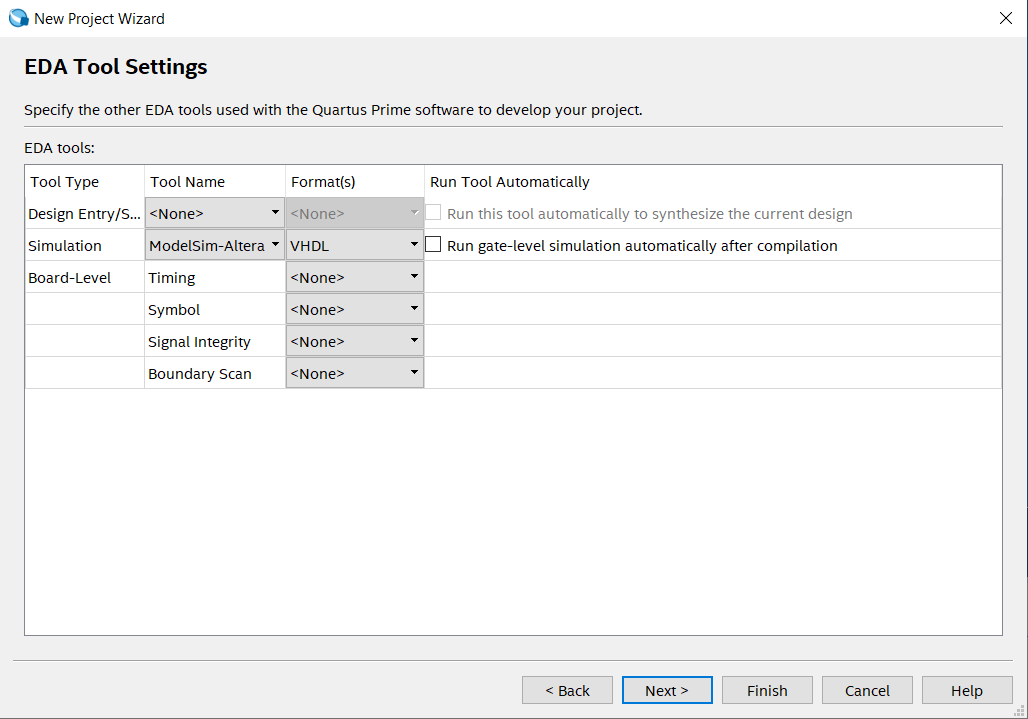 New Project Wizard
EDA Tool Settings
Specify the other EDA tools used with the Quartus Prime software to develop your project.
EDA tools:
Tool Type Tool Name Format(s) Run Tool Automatically
Design Entry/S... <None> <None> Run this tool automatically to synthesize the current design
Simulation ModelSim-Altera VHDL Run gate-level simulation automatically after compilation
Board-Level Timing <None>
Symbol <None>
Signal Integrity <None>
Boundary Scan <None>
< Back Next > Finish Cancel Help